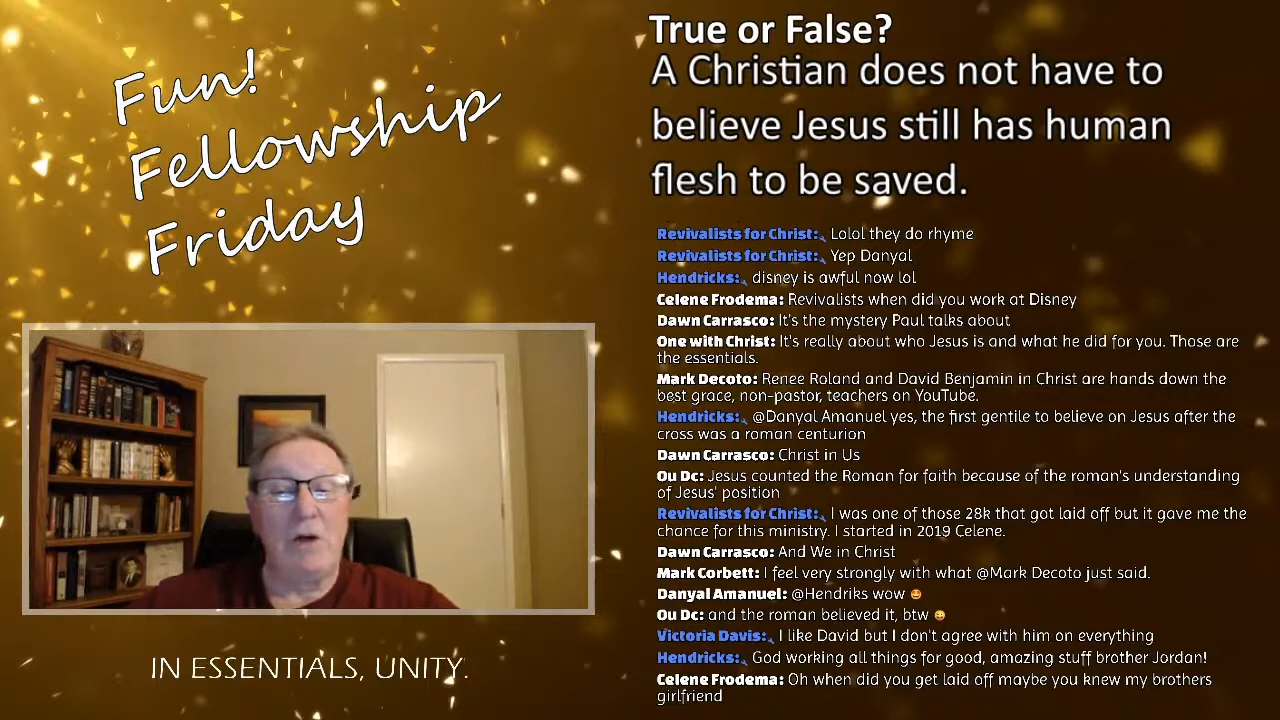 Fun!
Fellowship
Friday
IN ESSENTIALS, UNITY.
True or False?
A Christian does not have to
believe Jesus still has human
flesh to be saved.
Revivalists for Christ: Lolol they do rhyme
Revivalists for Christ: Yep Danyal
Hendricks: disney is awful now lol
Celene Frodema: Revivalists when did you work at Disney
Dawn Carrasco: It's the mystery Paul talks about
One with Christ: It's really about who Jesus is and what he did for you. Those are
the essentials.
Mark Decoto: Renee Roland and David Benjamin in Christ are hands down the
best grace, non-pastor, teachers on YouTube.
Hendricks: @Danyal Amanuel yes, the first gentile to believe on Jesus after the
cross was a roman centurion
Dawn Carrasco: Christ in Us
Ou Dc: Jesus counted the Roman for faith because of the roman's understanding
of Jesus' position
Revivalists for Christ: I was one of those 28k that got laid off but it gave me the
chance for this ministry. I started in 2019 Celene.
Dawn Carrasco: And We in Christ
Mark Corbett: I feel very strongly with what @Mark Decoto just said.
Danyal Amanuel: @Hendriks wow 🤩
Ou Dc: and the roman believed it, btw 😜
Victoria Davis: I like David but I don't agree with him on everything
Hendricks: God working all things for good, amazing stuff brother Jordan!
Celene Frodema: Oh when did you get laid off maybe you knew my brothers
girlfriend